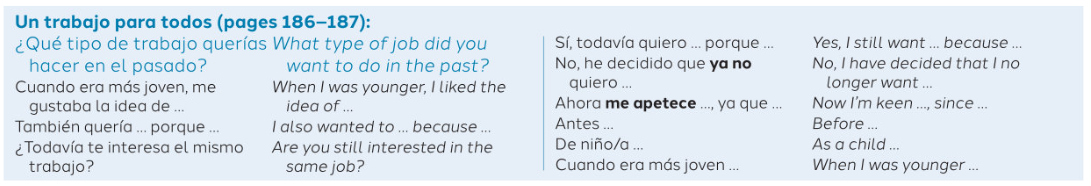 Un trabajo para todos (pages 186–187):
¿Qué tipo de trabajo querías What type of job did you
hacer en el pasado? want to do in the past?
Cuando era más joven, me When I was younger, I liked the
gustaba la idea de ... idea of ...
También quería ... porque ... I also wanted to ... because ...
¿Todavía te interesa el mismo Are you still interested in the
trabajo? same job?
Sí, todavía quiero ... porque ... Yes, I still want ... because ...
No, he decidido que ya no No, I have decided that I no
quiero ... longer want ...
Ahora me apetece ..., ya que ... Now I'm keen ..., since ...
Antes ... Before ...
De niño/a ... As a child ...
Cuando era más joven ... When I was younger ...